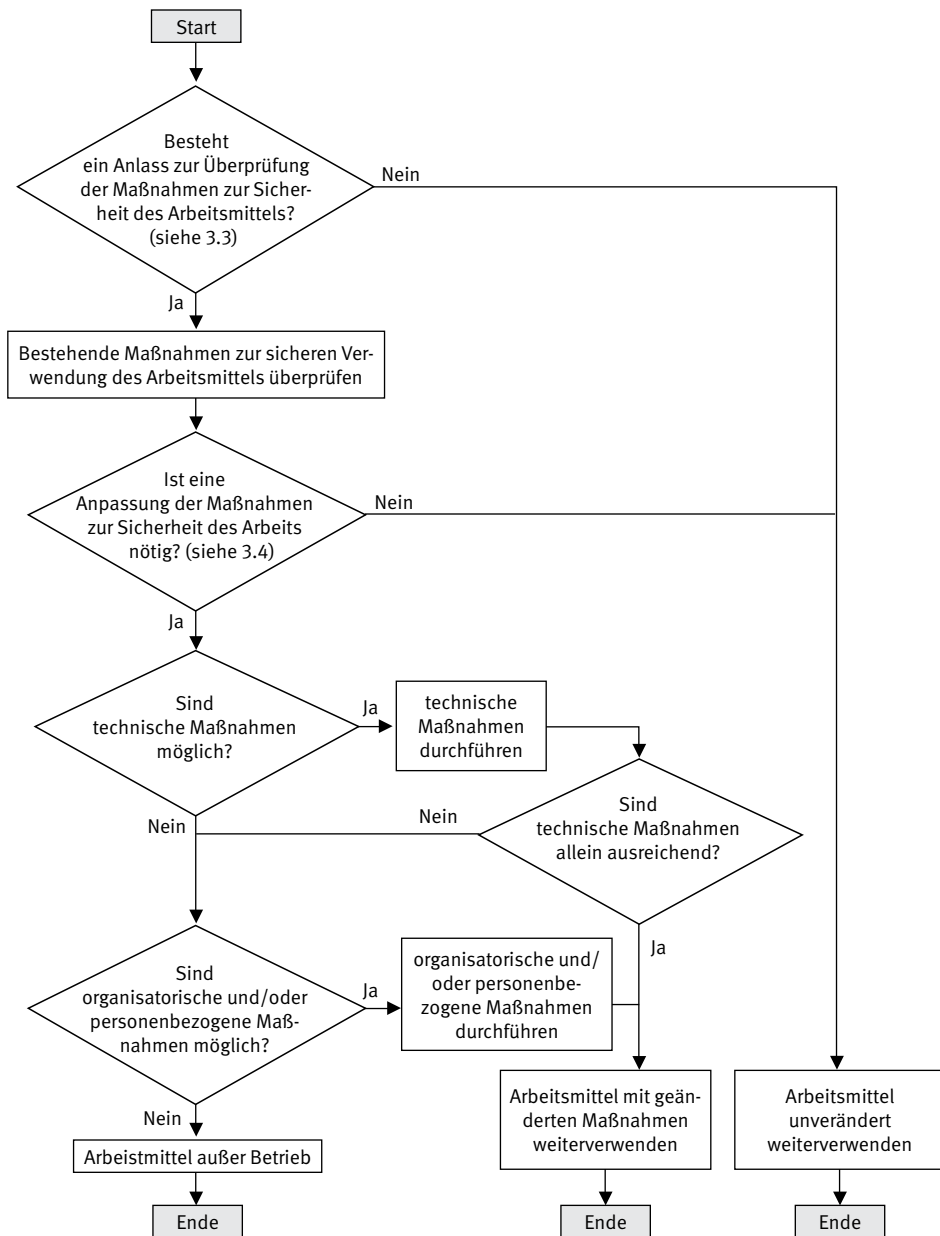 Start
Besteht
ein Anlass zur Überprüfung
der Maßnahmen zur Sicher-
heit des Arbeitsmittels?
(siehe 3.3)
Nein
Ja
Bestehende Maßnahmen zur sicheren Ver-
wendung des Arbeitsmittels überprüfen
Ist eine
Anpassung der Maßnahmen
zur Sicherheit des Arbeits
nötig? (siehe 3.4)
Nein
Ja
Sind
technische Maßnahmen
möglich?
Ja
technische
Maßnahmen
durchführen
Nein
Nein
Sind
technische Maßnahmen
allein ausreichend?
Ja
Sind
organisatorische und/oder
personenbezogene Maß-
nahmen möglich?
Ja
organisatorische und/
oder personenbe-
zogene Maßnahmen
durchführen
Nein
Arbeistmittel außer Betrieb
Ende
Arbeitsmittel mit geän-
derten Maßnahmen
weiterverwenden
Ende
Arbeitsmittel
unverändert
weiterverwenden
Ende